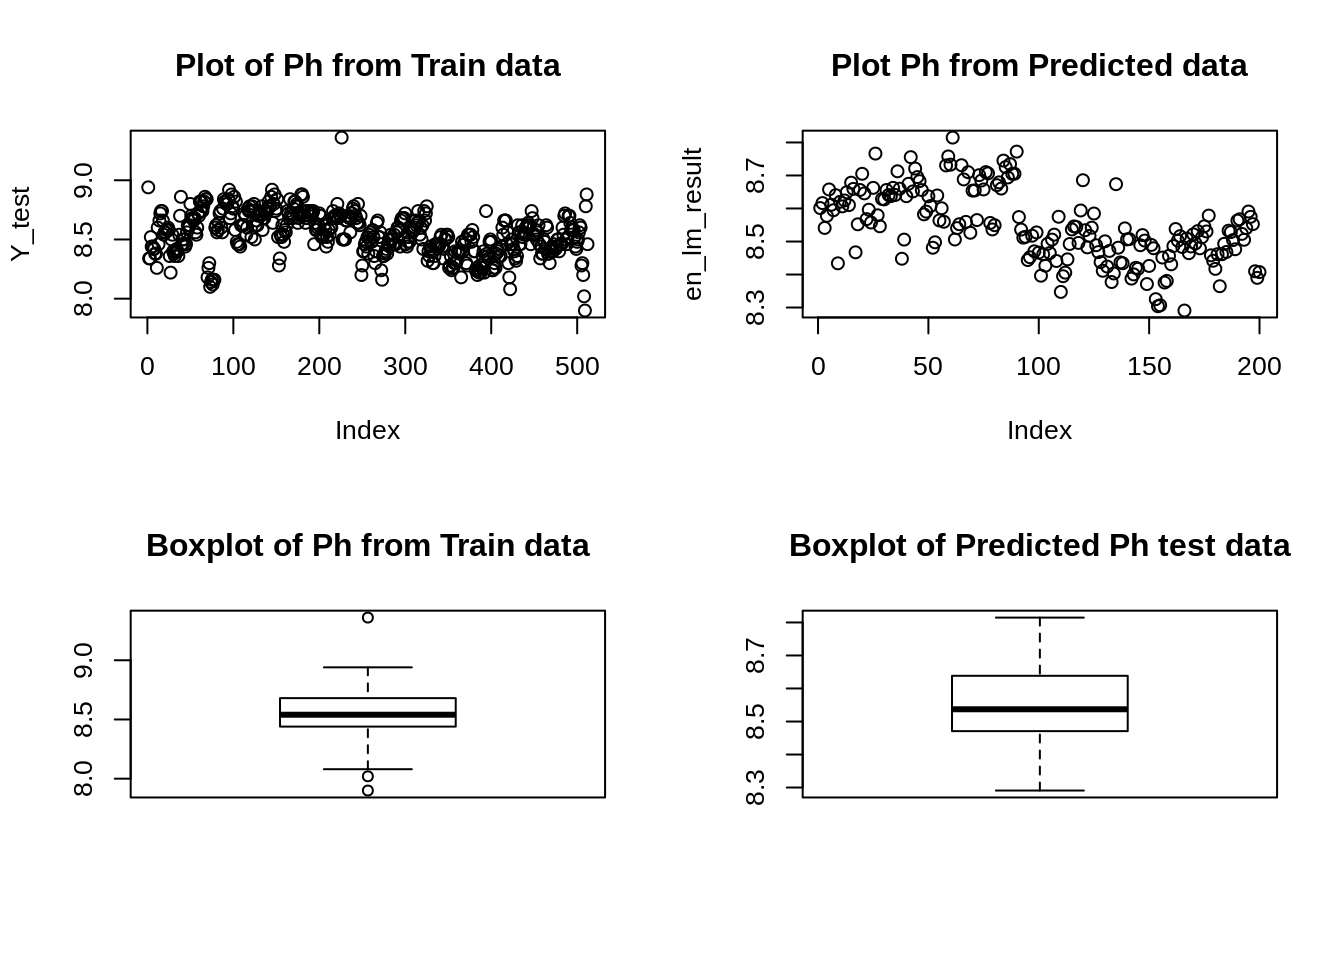 Plot of Ph from Train data
Y_test
9.0
8.5
8.0
0 100 200 300 400 500
Index
Plot Ph from Predicted data
en_lm_result
8.7
8.5
8.3
0 50 100 150 200
Index
Boxplot of Ph from Train data
9.0
8.5
8.0
Boxplot of Predicted Ph test data
8.7
8.5
8.3